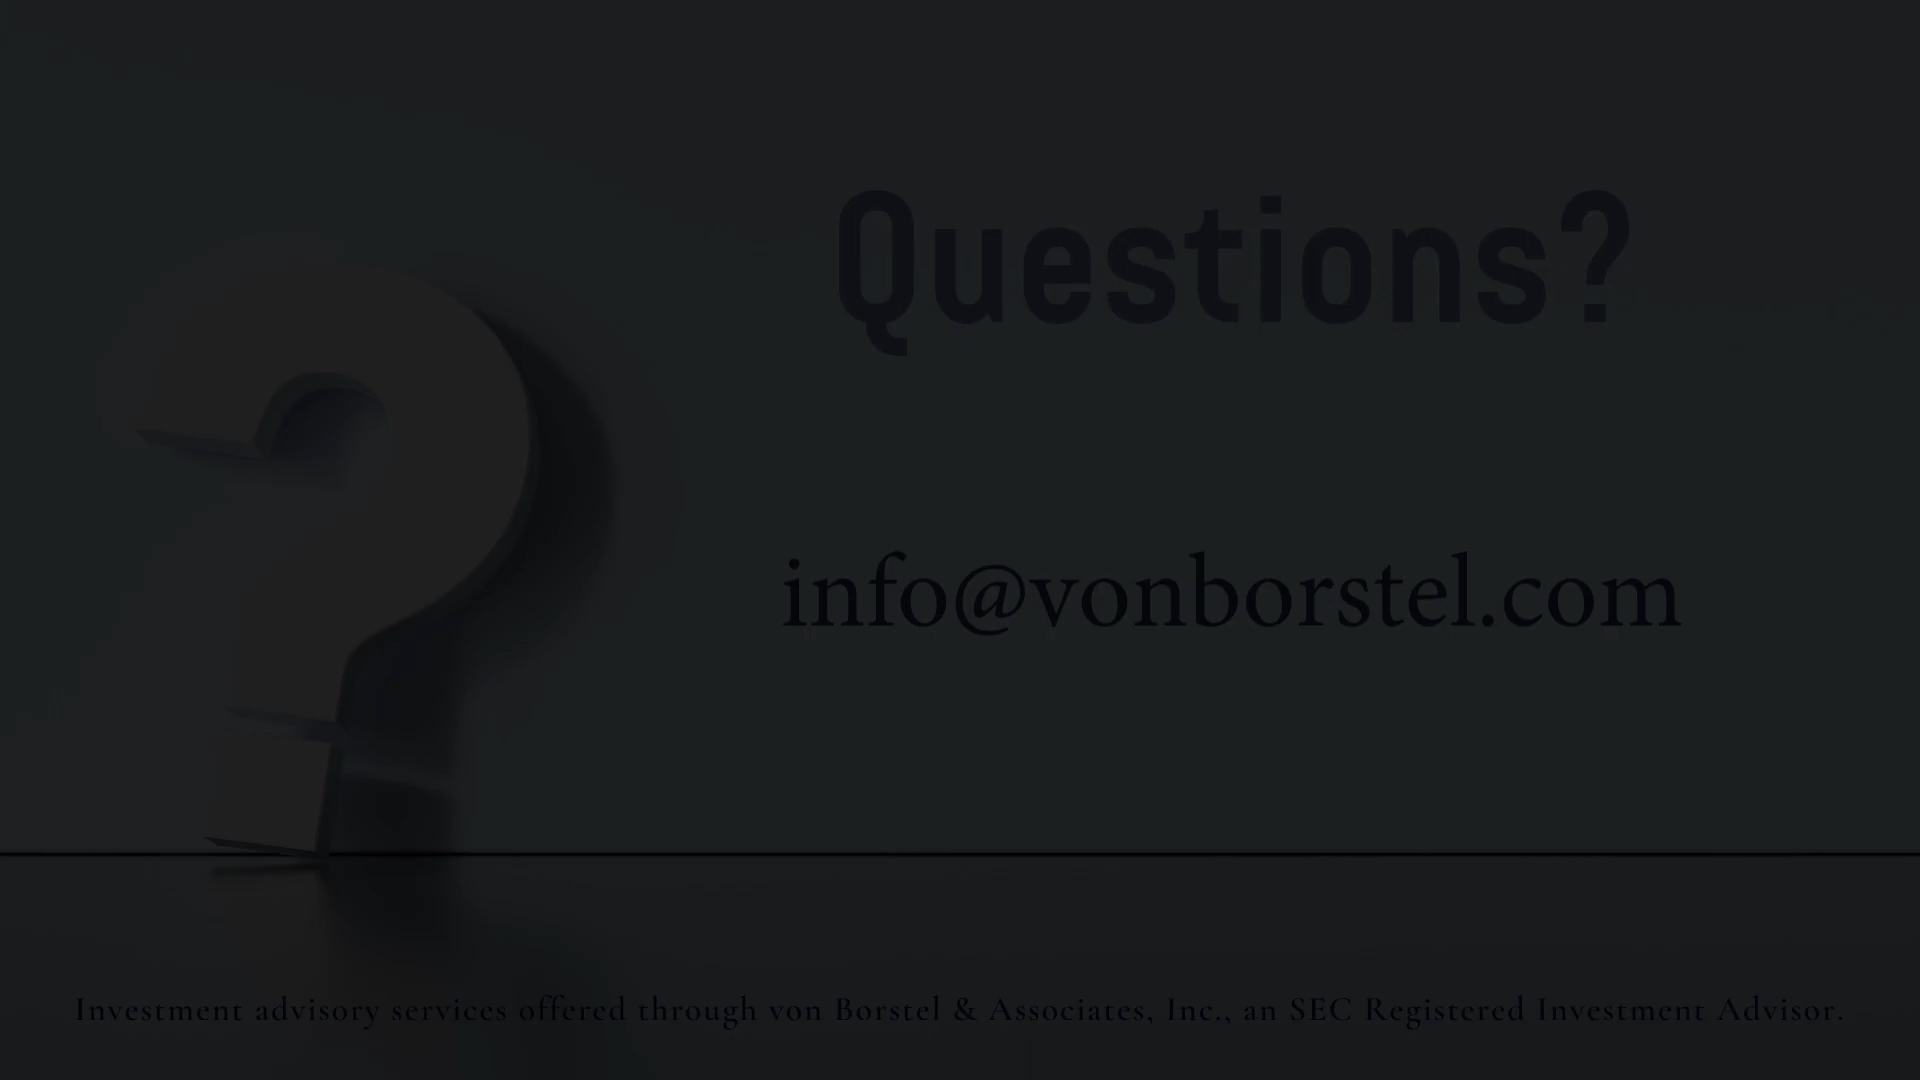 Questions?
info@vonborstel.com
Investment advisory services offered through von Borstel & Associates, Inc., an SEC Registered Investment Advisor.